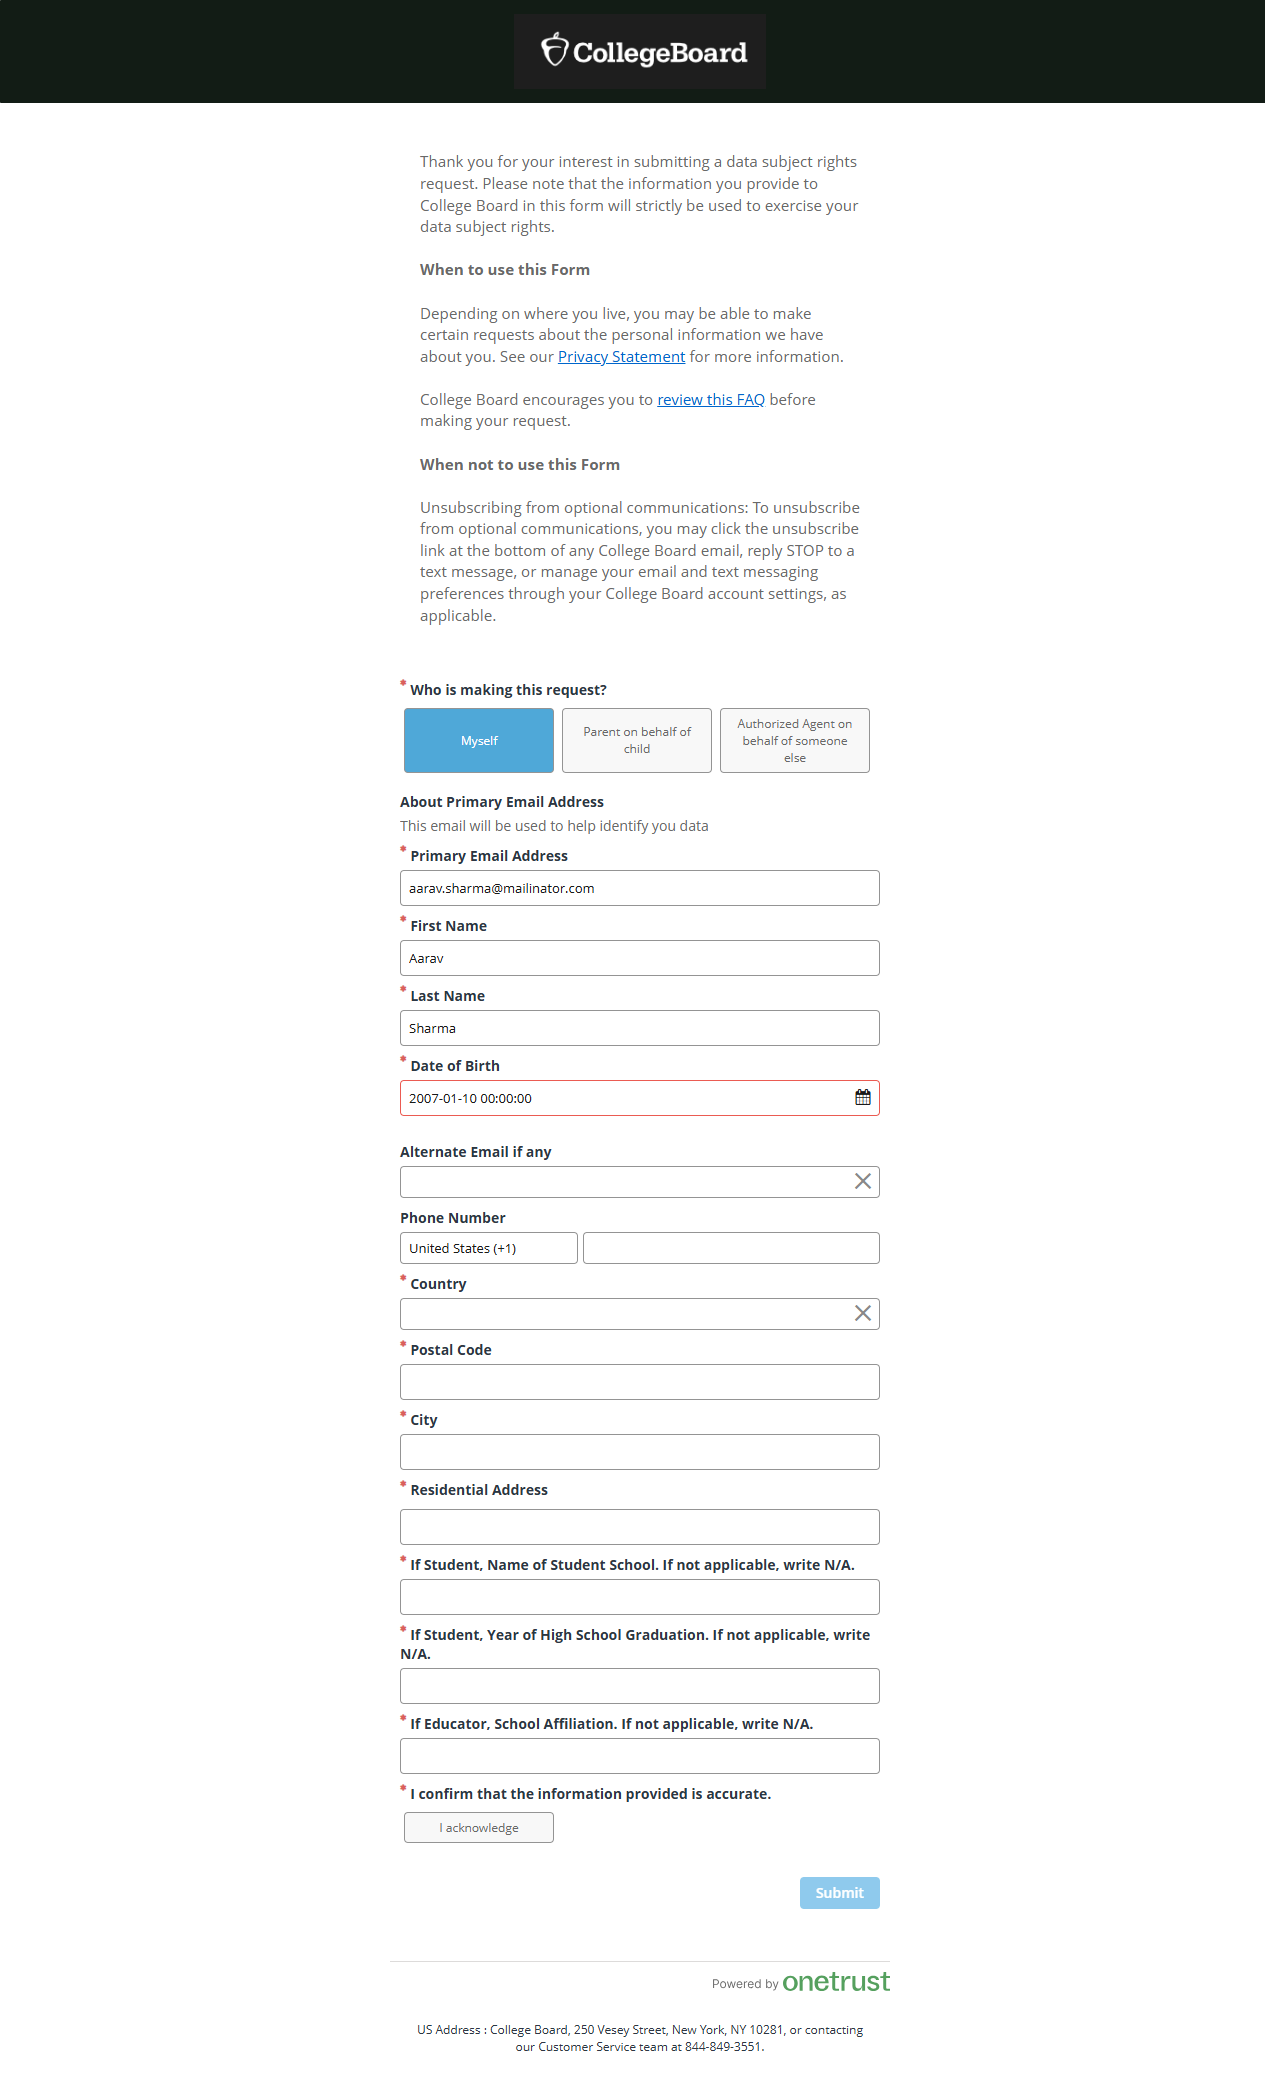 CollegeBoard
Thank you for your interest in submitting a data subject rights
request. Please note that the information you provide to
College Board in this form will strictly be used to exercise your
data subject rights.
When to use this Form
Depending on where you live, you may be able to make
certain requests about the personal information we have
about you. See our Privacy Statement for more information.
College Board encourages you to review this FAQ before
making your request.
When not to use this Form
Unsubscribing from optional communications: To unsubscribe
from optional communications, you may click the unsubscribe
link at the bottom of any College Board email, reply STOP to a
text message, or manage your email and text messaging
preferences through your College Board account settings, as
applicable.
* Who is making this request?
Myself
Parent on behalf of
child
Authorized Agent on
behalf of someone
else
About Primary Email Address
This email will be used to help identify you data
* Primary Email Address
aarav.sharma@mailinator.com
* First Name
Aarav
* Last Name
Sharma
* Date of Birth
2007-01-10 00:00:00
Alternate Email if any
Phone Number
United States (+1)
* Country
* Postal Code
* City
* Residential Address
* If Student, Name of Student School. If not applicable, write N/A.
* If Student, Year of High School Graduation. If not applicable, write
N/A.
* If Educator, School Affiliation. If not applicable, write N/A.
* I confirm that the information provided is accurate.
I acknowledge
Submit
Powered by onetrust
US Address : College Board, 250 Vesey Street, New York, NY 10281, or contacting
our Customer Service team at 844-849-3551.